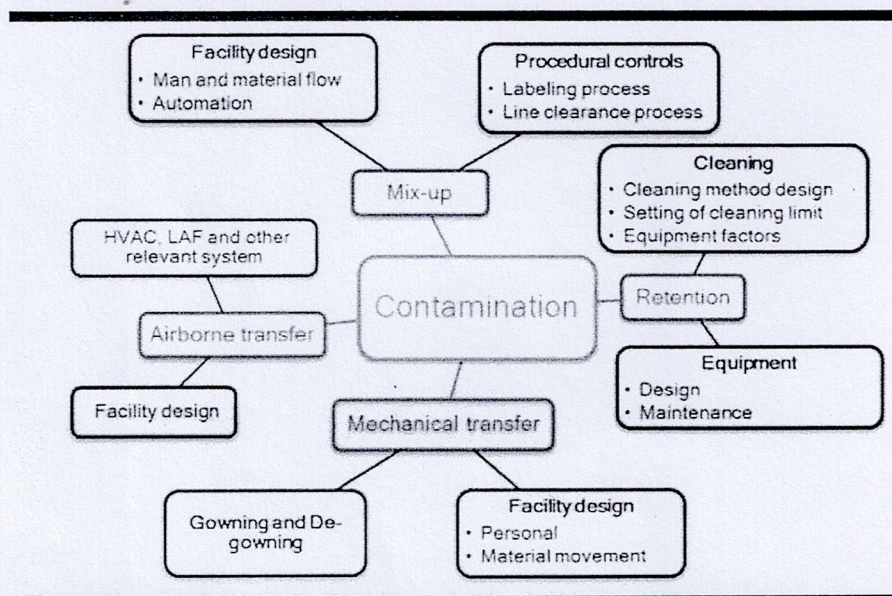 Facility design
• Man and material flow
• Automation
Procedural controls
• Labeling process
• Line clearance process
Mix-up
Cleaning
• Cleaning method design
• Setting of cleaning limit
• Equipment factors
HVAC, LAF and other
relevant system
Contamination
Retention
Airborne transfer
Equipment
• Design
• Maintenance
Facility design
Mechanical transfer
Gowning and De-
gowning
Facility design
• Personal
• Material movement